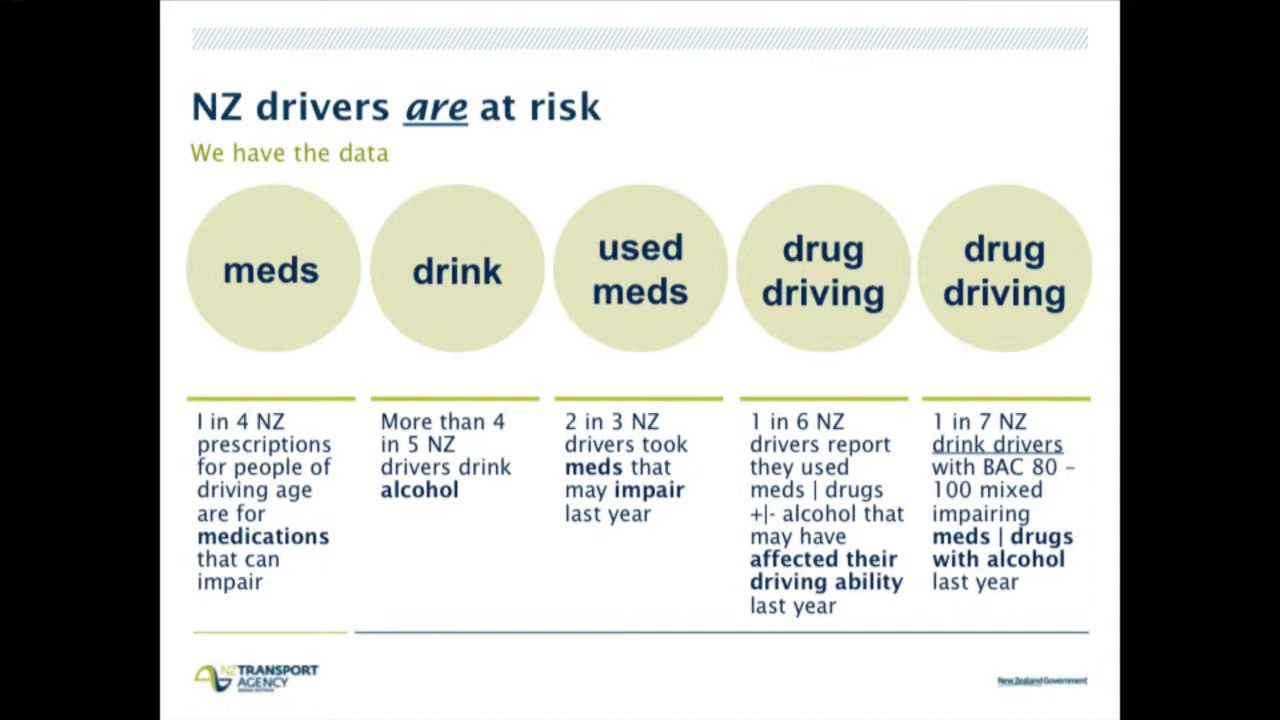 NZ drivers are at risk
We have the data
meds
drink
used
meds
drug
driving
drug
driving
I in 4 NZ
prescriptions
for people of
driving age
are for
medications
that can
impair
More than 4
in 5 NZ
drivers drink
alcohol
2 in 3 NZ
drivers took
meds that
may impair
last year
1 in 6 NZ
drivers report
they used
meds | drugs
+|- alcohol that
may have
affected their
driving ability
last year
1 in 7 NZ
drink drivers
with BAC 80 –
100 mixed
impairing
meds | drugs
with alcohol
last year
NZTRANSPORT
AGENCY
New Zealand Government